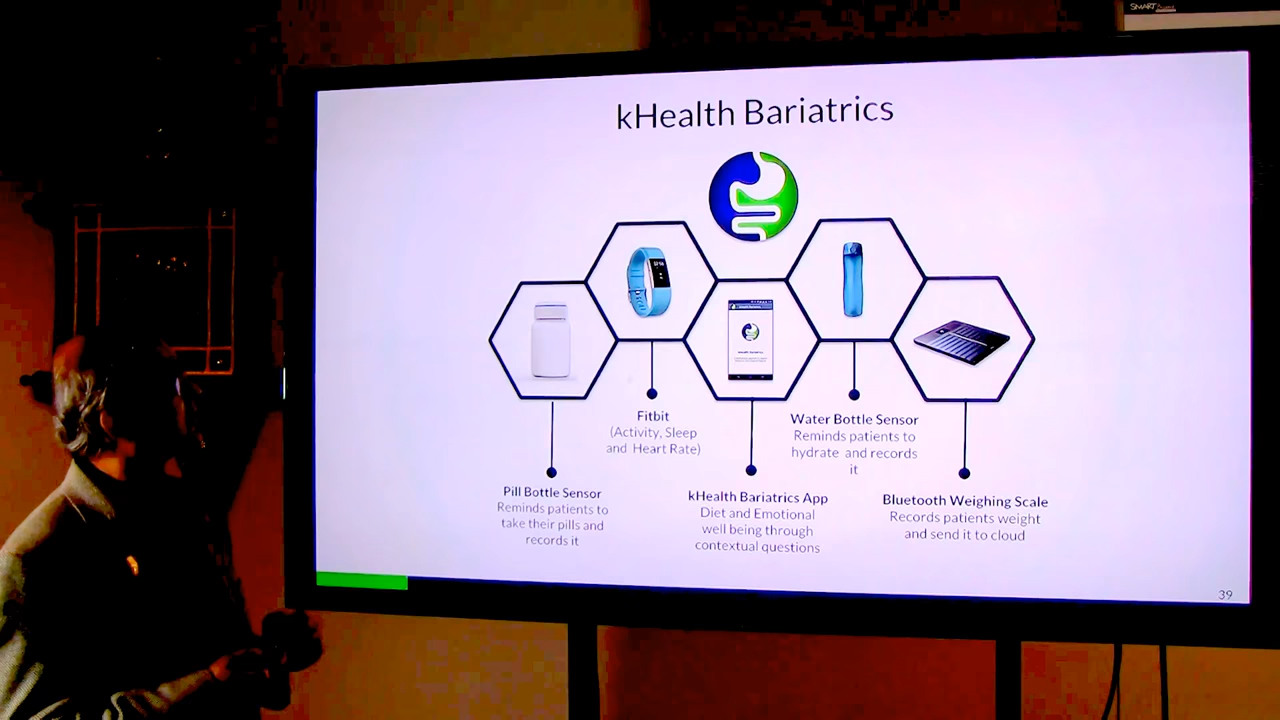 SMART
kHealth Bariatrics
Fitbit
(Activity, Sleep
and Heart Rate)
Water Bottle Sensor
Reminds patients to
hydrate and records
it
Pill Bottle Sensor
Reminds patients to
take their pills and
records it
kHealth Bariatrics App
Diet and Emotional
well being through
contextual questions
Bluetooth Weighing Scale
Records patients weight
and send it to cloud
39